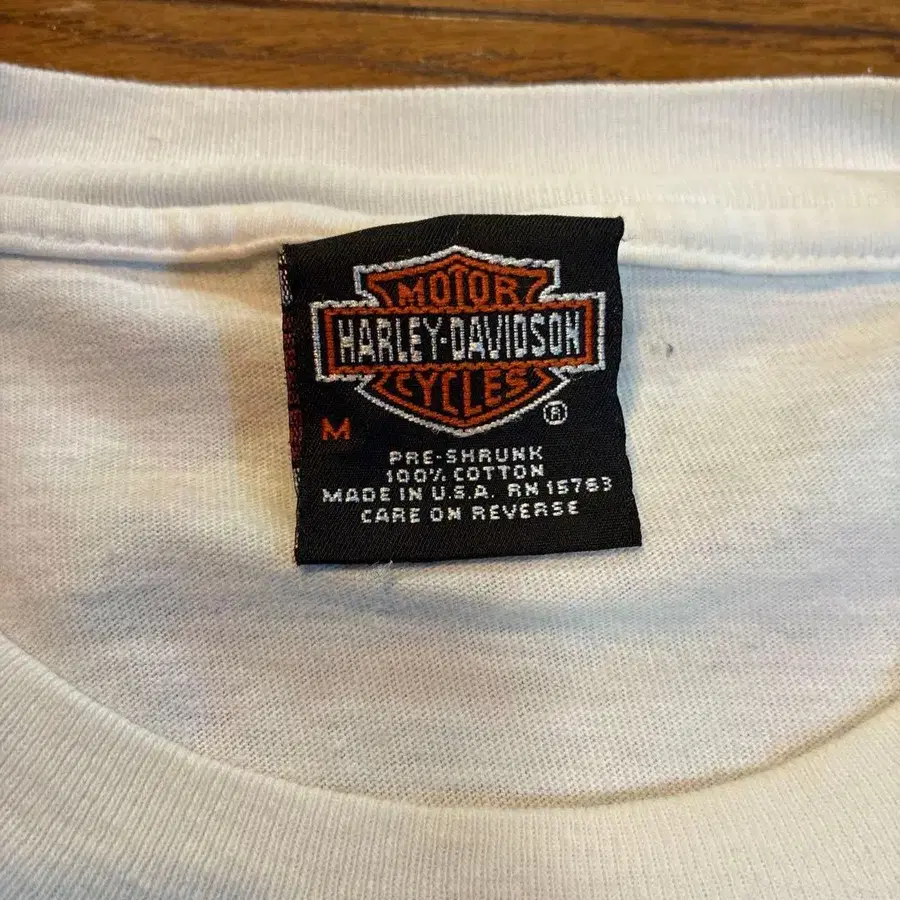 MOTOR
HARLEY-DAVIDSON
CYCLES
®
M
PRE-SHRUNK
100% COTTON
MADE IN U.S.A. RN 15763
CARE ON REVERSE